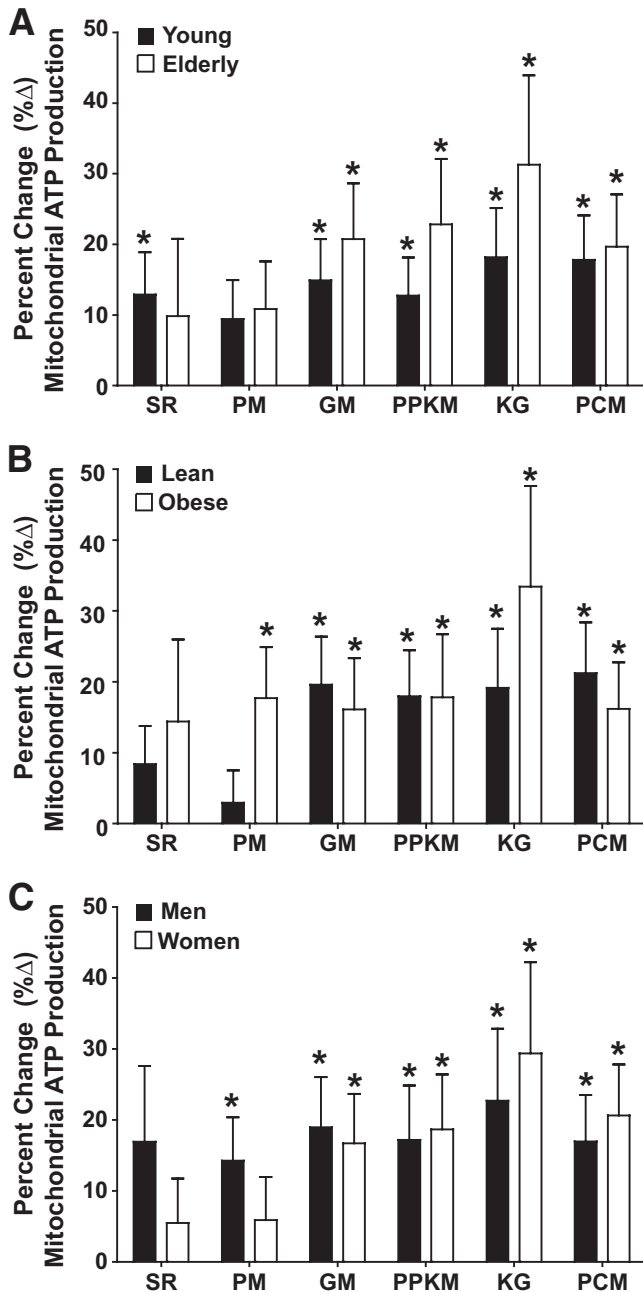 A
Percent Change (%Δ)
Mitochondrial ATP Production
50
40
30
20
10
0
Young
Elderly
* * * * * * * * *
SR PM GM PPKM KG PCM
B
Percent Change (%Δ)
Mitochondrial ATP Production
50
40
30
20
10
0
Lean
Obese
* * * * * * * * *
SR PM GM PPKM KG PCM
C
Percent Change (%Δ)
Mitochondrial ATP Production
50
40
30
20
10
0
Men
Women
* * * * * * * * *
SR PM GM PPKM KG PCM